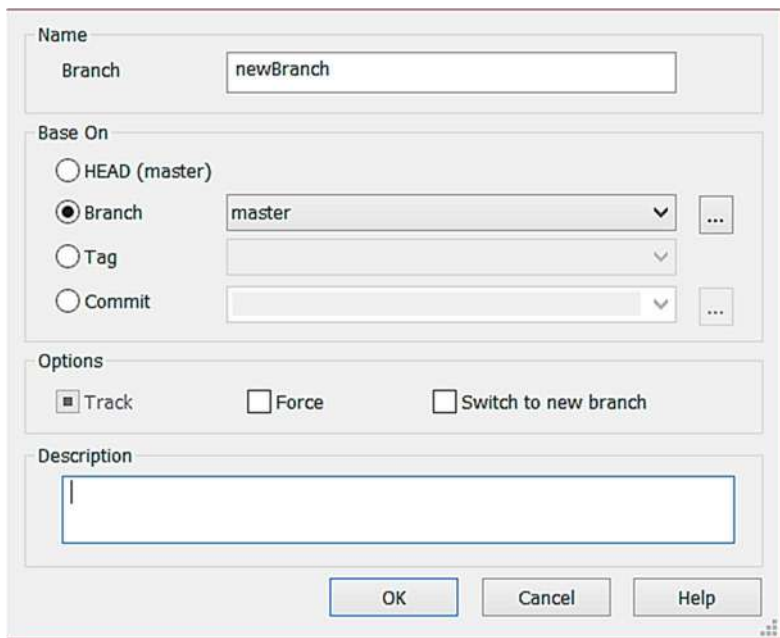 Name
Branch newBranch
Base On
HEAD (master)
Branch master ...
Tag
Commit ...
Options
Track Force Switch to new branch
Description
OK Cancel Help